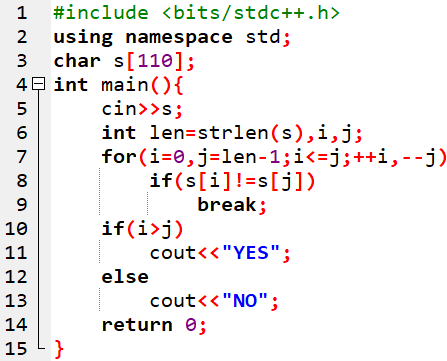 1 #include <bits/stdc++.h>
2 using namespace std;
3 char s[110];
4 int main(){
5     cin>>s;
6     int len=strlen(s),i,j;
7     for(i=0,j=len-1;i<=j;++i,--j)
8         if(s[i]!=s[j])
9             break;
10     if(i>j)
11         cout<<"YES";
12     else
13         cout<<"NO";
14     return 0;
15 }